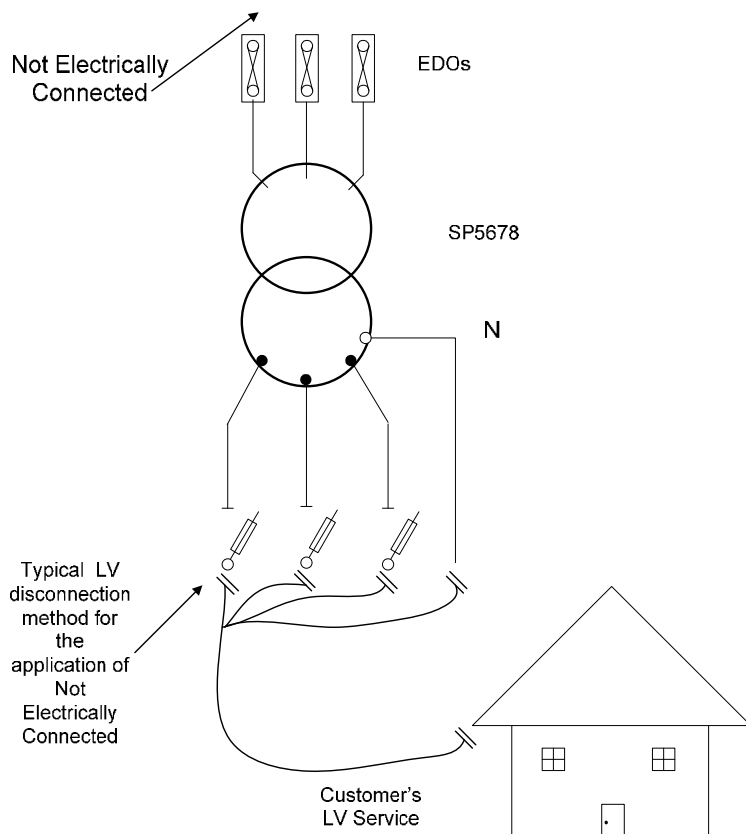 Not Electrically
Connected
EDOs
SP5678
N
Typical LV
disconnection
method for
the
application of
Not
Electrically
Connected
Customer's
LV Service